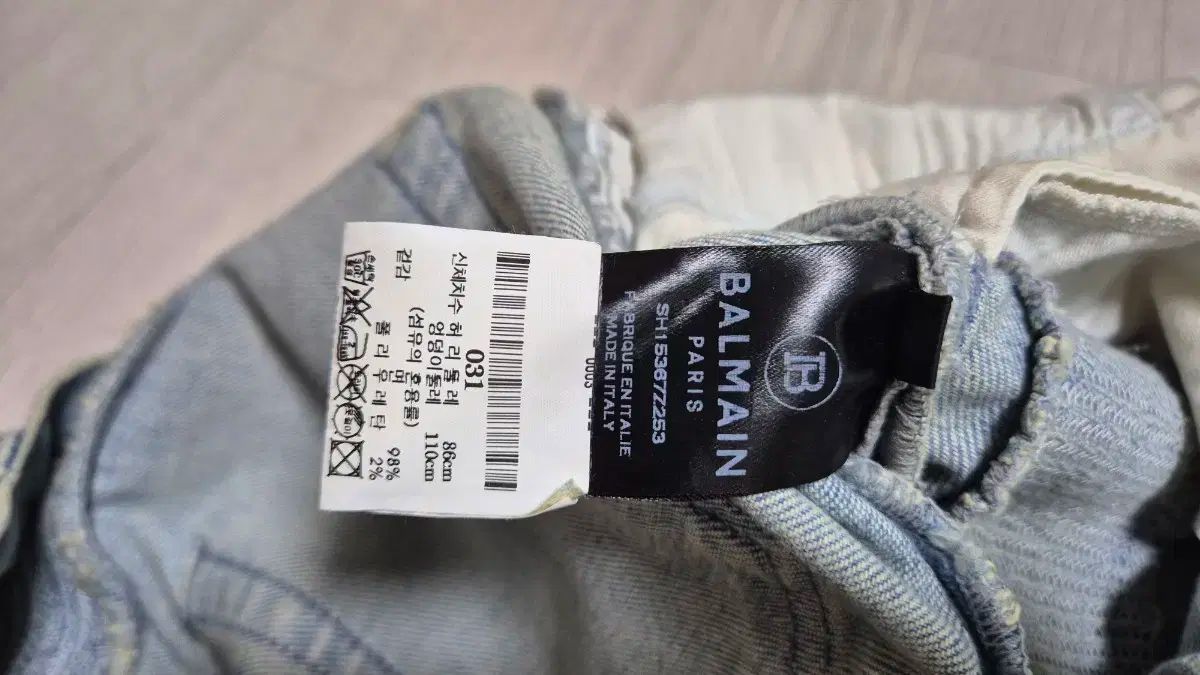 BALMAIN
PARIS
SH15367Z253
FABRIQUE EN ITALIE
MADE IN ITALY
031
신체치수 허리둘레 86cm
엉덩이둘레 110cm
(섬유의 혼용률)
겉감 면 98%
폴리우레탄 2%